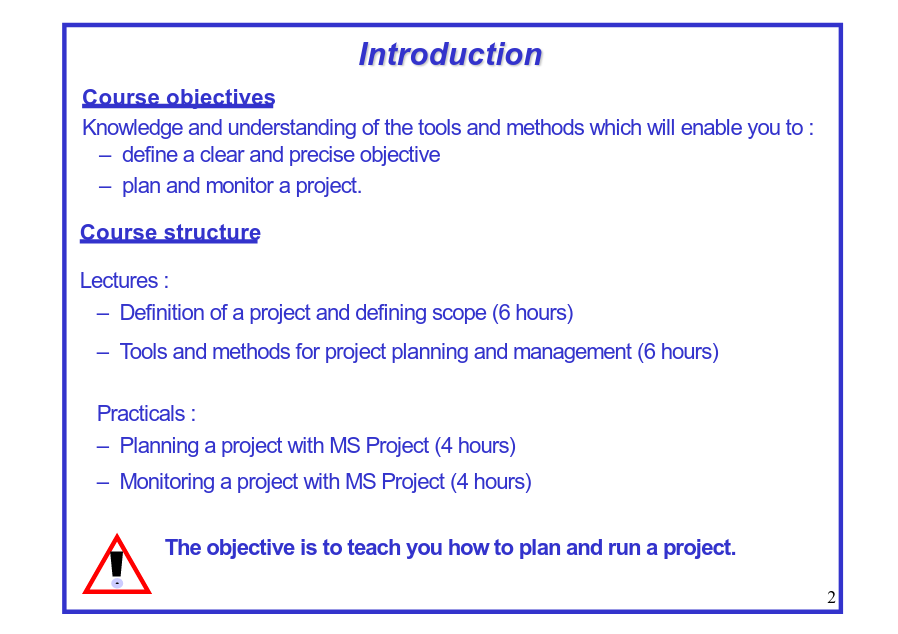 Introduction
Course objectives
Knowledge and understanding of the tools and methods which will enable you to :
– define a clear and precise objective
– plan and monitor a project.
Course structure
Lectures :
– Definition of a project and defining scope (6 hours)
– Tools and methods for project planning and management (6 hours)
Practicals :
– Planning a project with MS Project (4 hours)
– Monitoring a project with MS Project (4 hours)
The objective is to teach you how to plan and run a project.
2